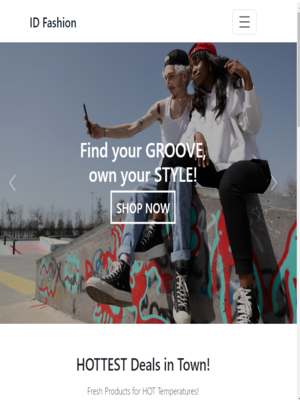 ID Fashion
Find your GROOVE,
own your STYLE!
SHOP NOW
HOTTEST Deals in Town!
Fresh Products for HOT Temperatures!